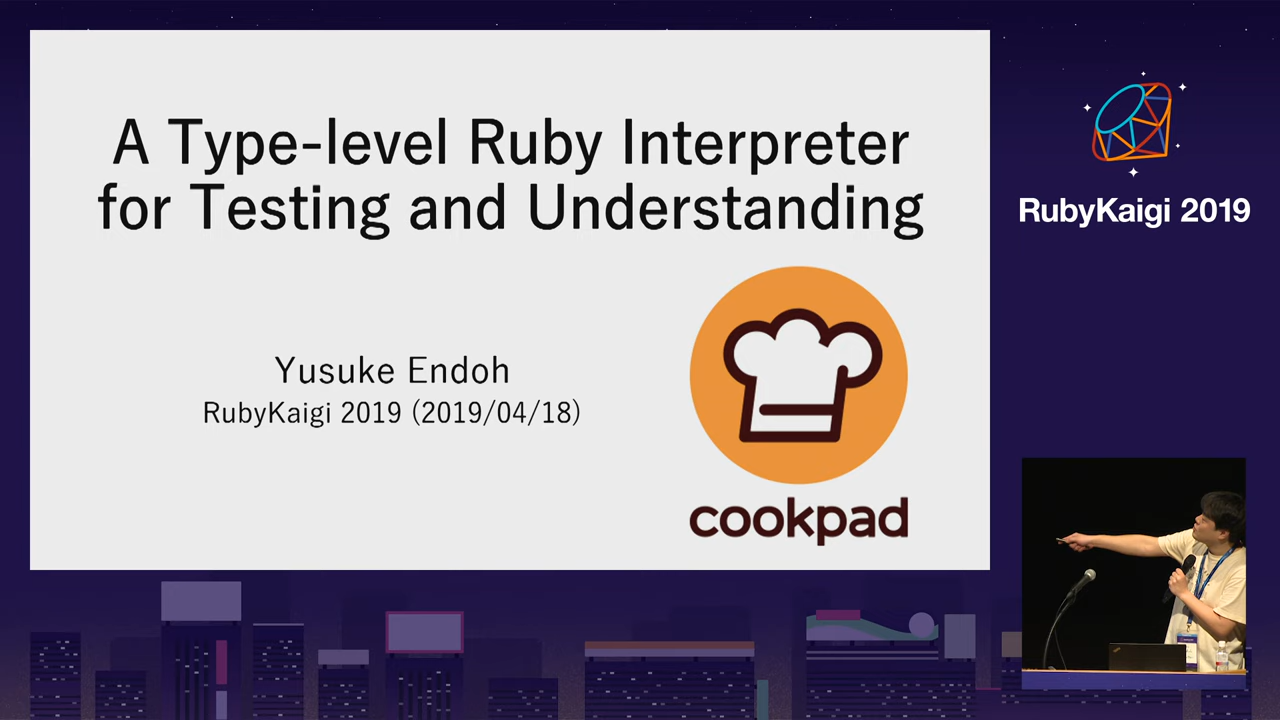 A Type-level Ruby Interpreter
for Testing and Understanding
Yusuke Endoh
RubyKaigi 2019 (2019/04/18)
cookpad
RubyKaigi 2019